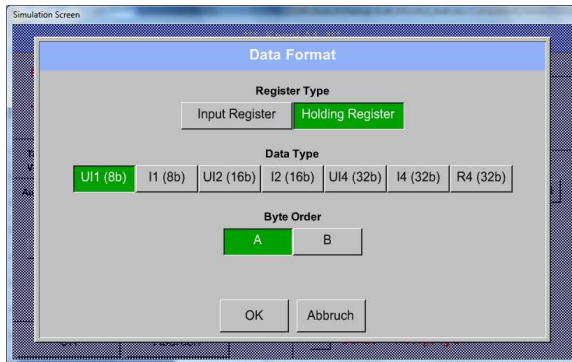 Simulation Screen
Data Format
Register Type
Input Register Holding Register
Data Type
UI1 (8b) I1 (8b) UI2 (16b) I2 (16b) UI4 (32b) I4 (32b) R4 (32b)
Byte Order
A B
OK Abbruch